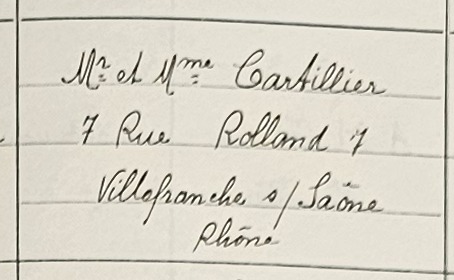 Mr et Mme Cartillier
7 Rue Rolland 7
Villefranche s/Saône
Rhône